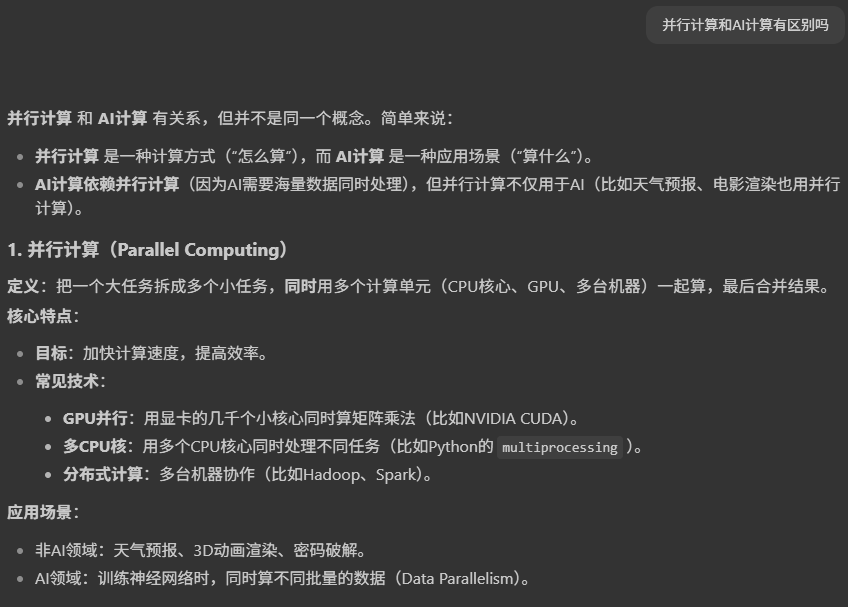 并行计算和AI计算有区别吗
并行计算 和 AI计算 有关系，但并不是同一个概念。简单来说：
并行计算 是一种计算方式（“怎么算”），而 AI计算 是一种应用场景（“算什么”）。
AI计算依赖并行计算（因为AI需要海量数据同时处理），但并行计算不仅用于AI（比如天气预报、电影渲染也用并行
计算）。
1. 并行计算（Parallel Computing）
定义：把一个大任务拆成多个小任务，同时用多个计算单元（CPU核心、GPU、多台机器）一起算，最后合并结果。
核心特点：
目标：加快计算速度，提高效率。
常见技术：
GPU并行：用显卡的几千个小核心同时算矩阵乘法（比如NVIDIA CUDA）。
多CPU核：用多个CPU核心同时处理不同任务（比如Python的 multiprocessing ）。
分布式计算：多台机器协作（比如Hadoop、Spark）。
应用场景：
非AI领域：天气预报、3D动画渲染、密码破解。
AI领域：训练神经网络时，同时算不同批量的数据（Data Parallelism）。